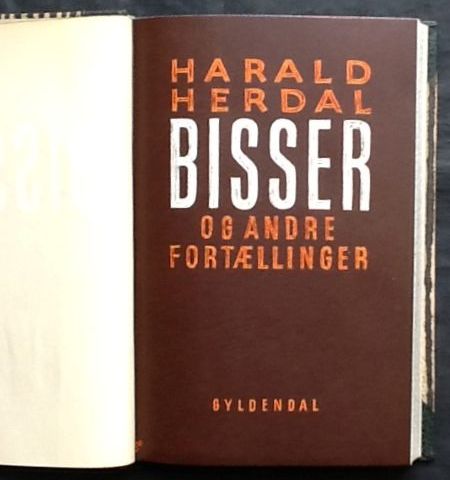 HARALD
HERDAL
BISSER
OG ANDRE
FORTÆLLINGER
GYLDENDAL